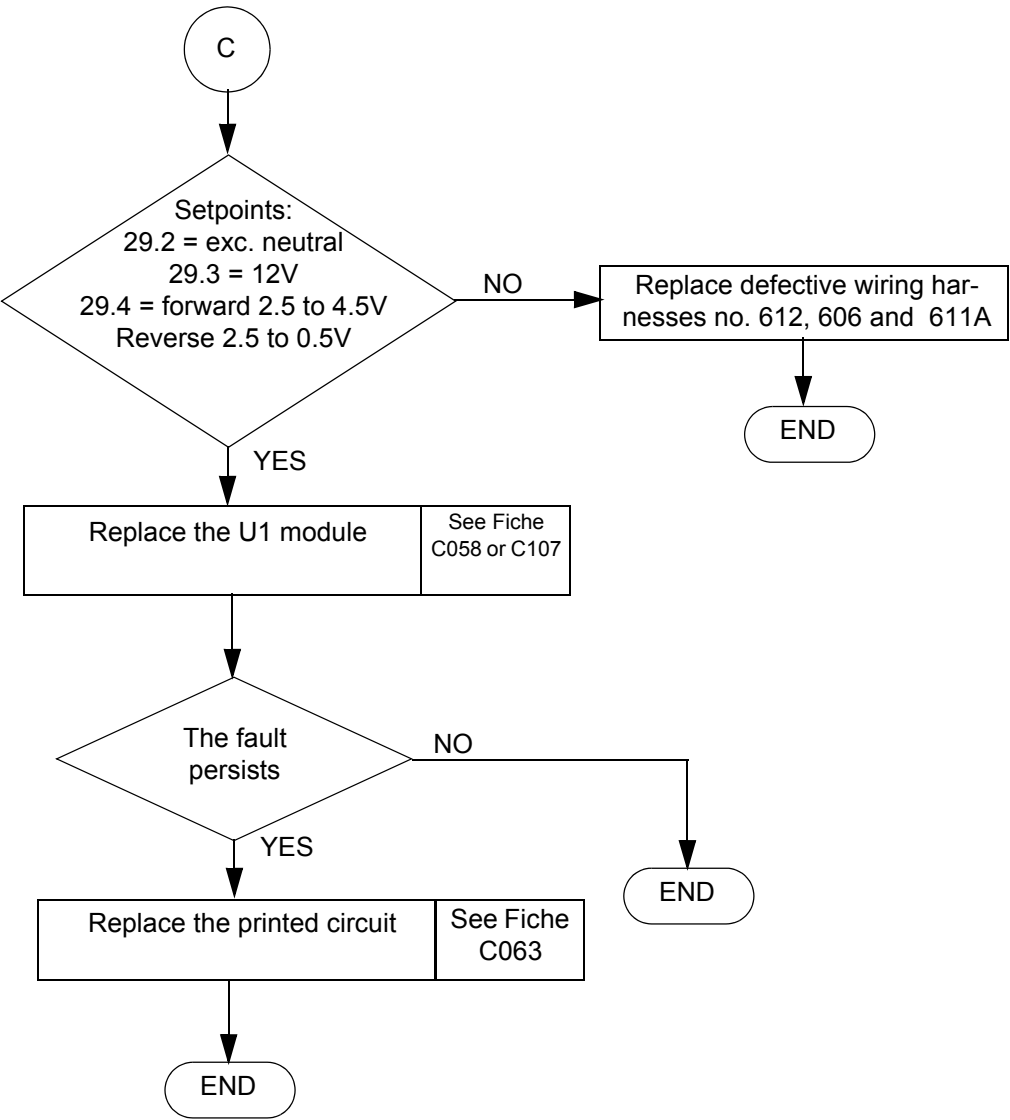 C
Setpoints:
29.2 = exc. neutral
29.3 = 12V
29.4 = forward 2.5 to 4.5V
Reverse 2.5 to 0.5V
NO
Replace defective wiring har-
nesses no. 612, 606 and 611A
END
YES
Replace the U1 module
See Fiche
C058 or C107
The fault
persists
NO
END
YES
Replace the printed circuit
See Fiche
C063
END